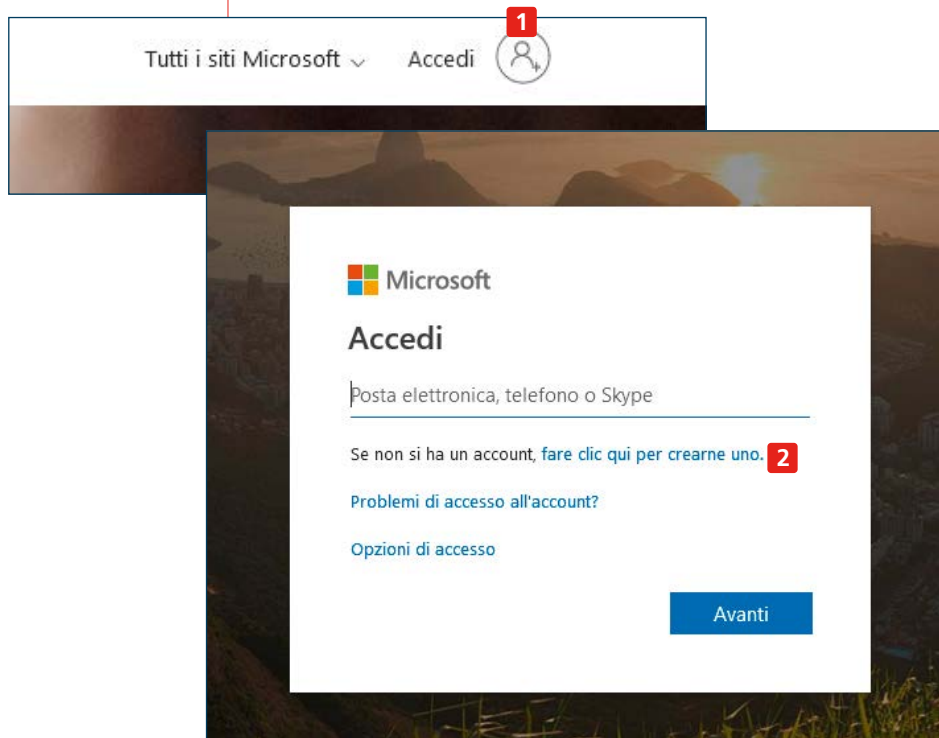 1
Tutti i siti Microsoft Accedi
Microsoft
Accedi
Posta elettronica, telefono o Skype
Se non si ha un account, fare clic qui per crearne uno. 2
Problemi di accesso all'account?
Opzioni di accesso
Avanti